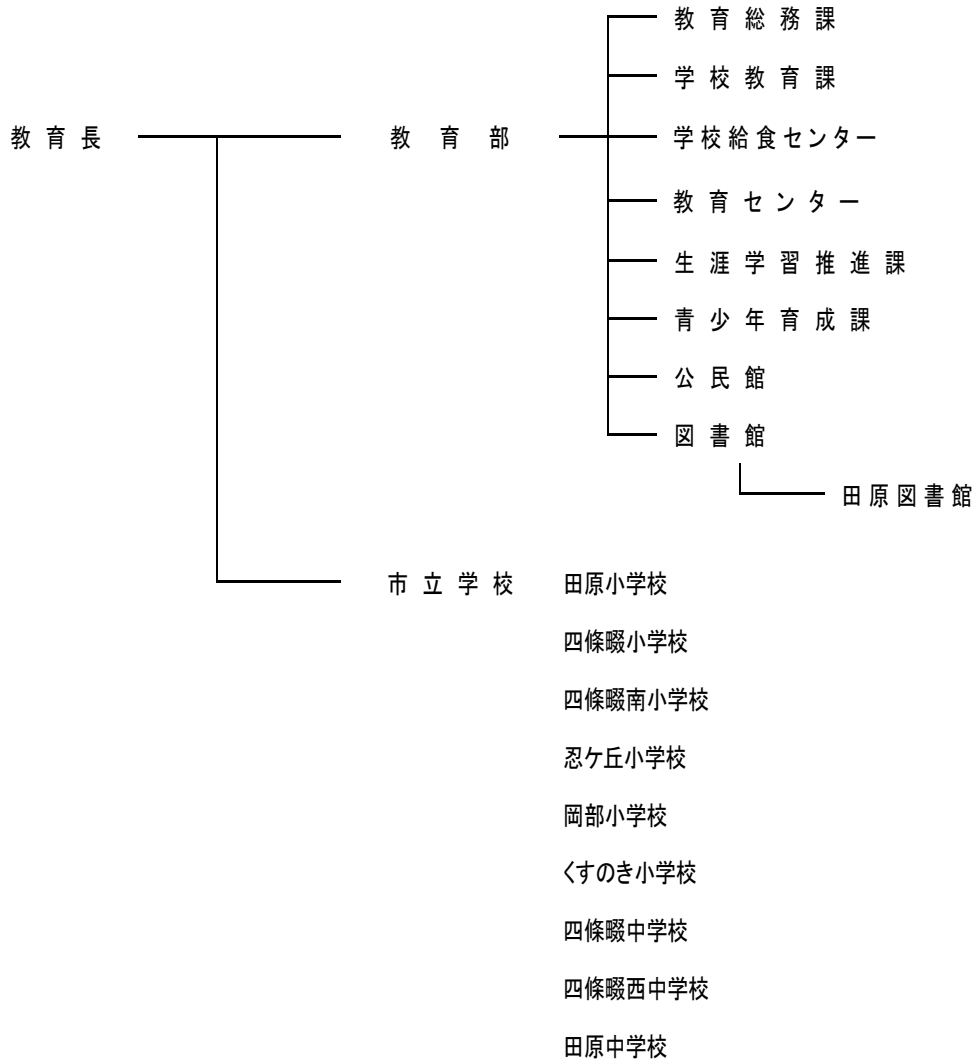 教育総務課
学校教育課
教育長 教育部 学校給食センター
教育センター
生涯学習推進課
青少年育成課
公民館
図書館
田原図書館
市立学校 田原小学校
四條畷小学校
四條畷南小学校
忍ケ丘小学校
岡部小学校
くすのき小学校
四條畷中学校
四條畷西中学校
田原中学校